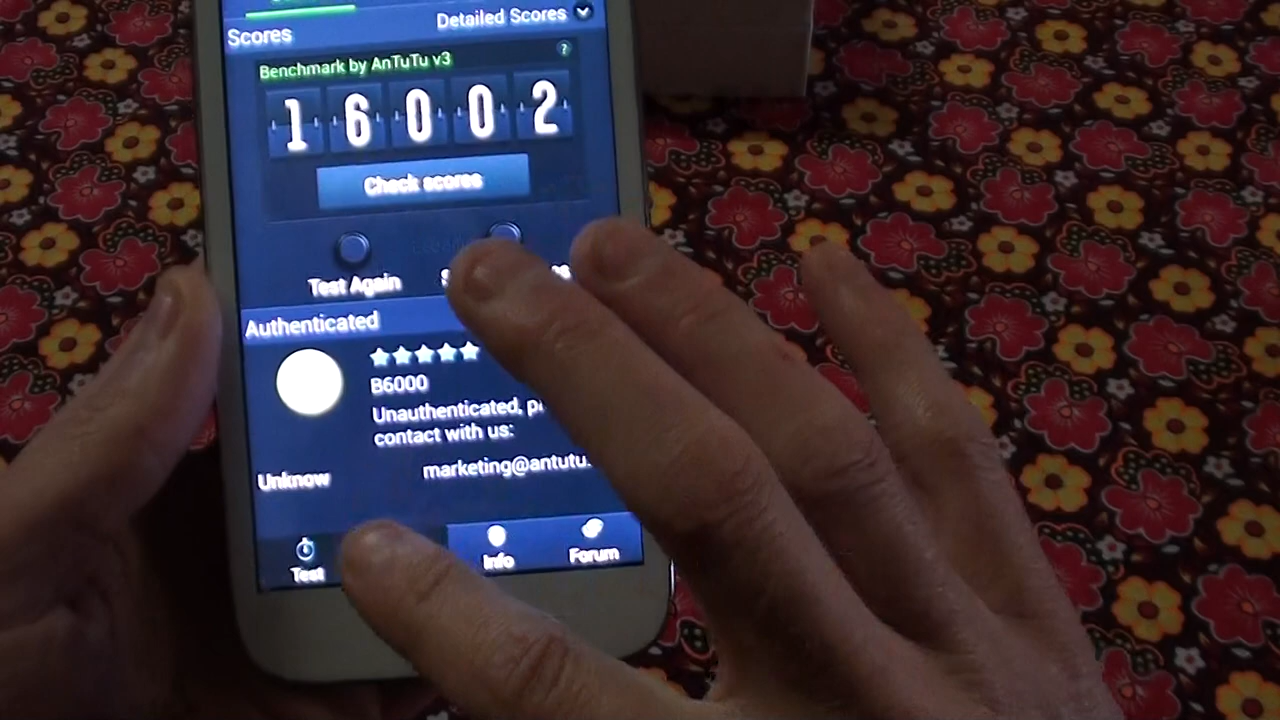 Detailed Scores
Scores
Benchmark by AnTuTu v3
?
16002
Check scores
Test Again
Authenticated
B6000
Unauthenticated,
contact with us:
marketing@antutu.
Unknow
Test
Info
Forum